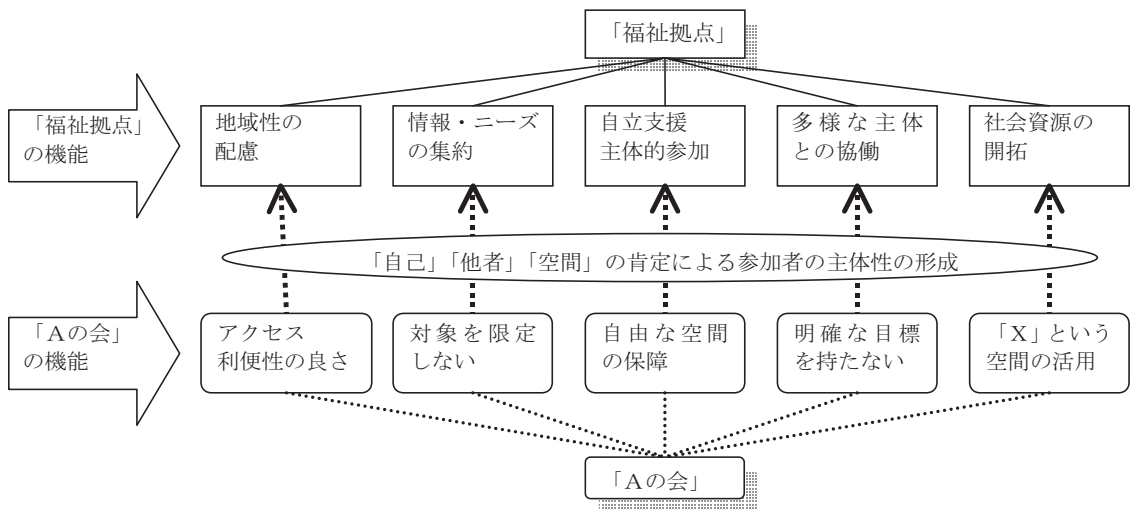 「福祉拠点」
「福祉拠点」
の機能
地域性の
配慮
情報・ニーズ
の集約
自立支援
主体的参加
多様な主体
との協働
社会資源の
開拓
「自己」「他者」「空間」の肯定による参加者の主体性の形成
「Aの会」
の機能
アクセス
利便性の良さ
対象を限定
しない
自由な空間
の保障
明確な目標
を持たない
「X」という
空間の活用
「Aの会」